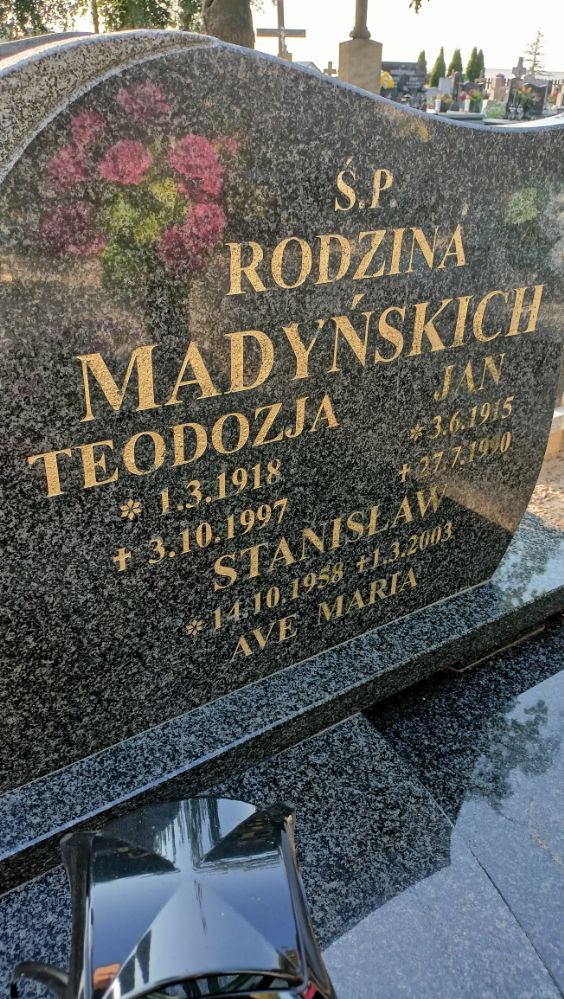 Ś.P.
RODZINA
MADYŃSKICH
TEODOZJA
* 1.3.1918
+ 3.10.1997
JAN
* 3.6.1915
+ 27.7.1990
STANISŁAW
* 14.10.1958 + 1.3.2003
AVE MARIA